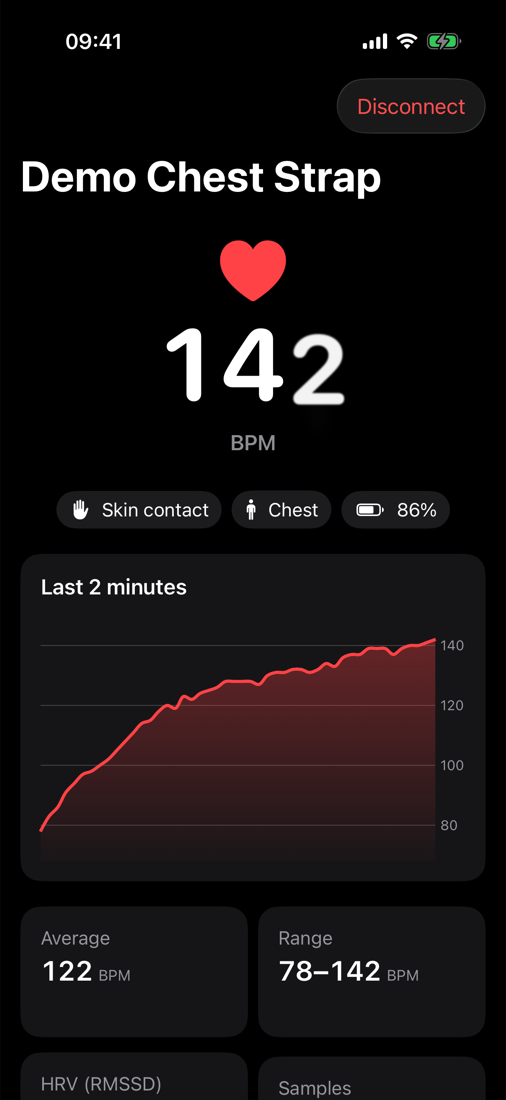 09:41
Disconnect
Demo Chest Strap
142
BPM
Skin contact
Chest
86%
Last 2 minutes
140
120
100
80
Average
122 BPM
Range
78–142 BPM
HRV (RMSSD)
Samples